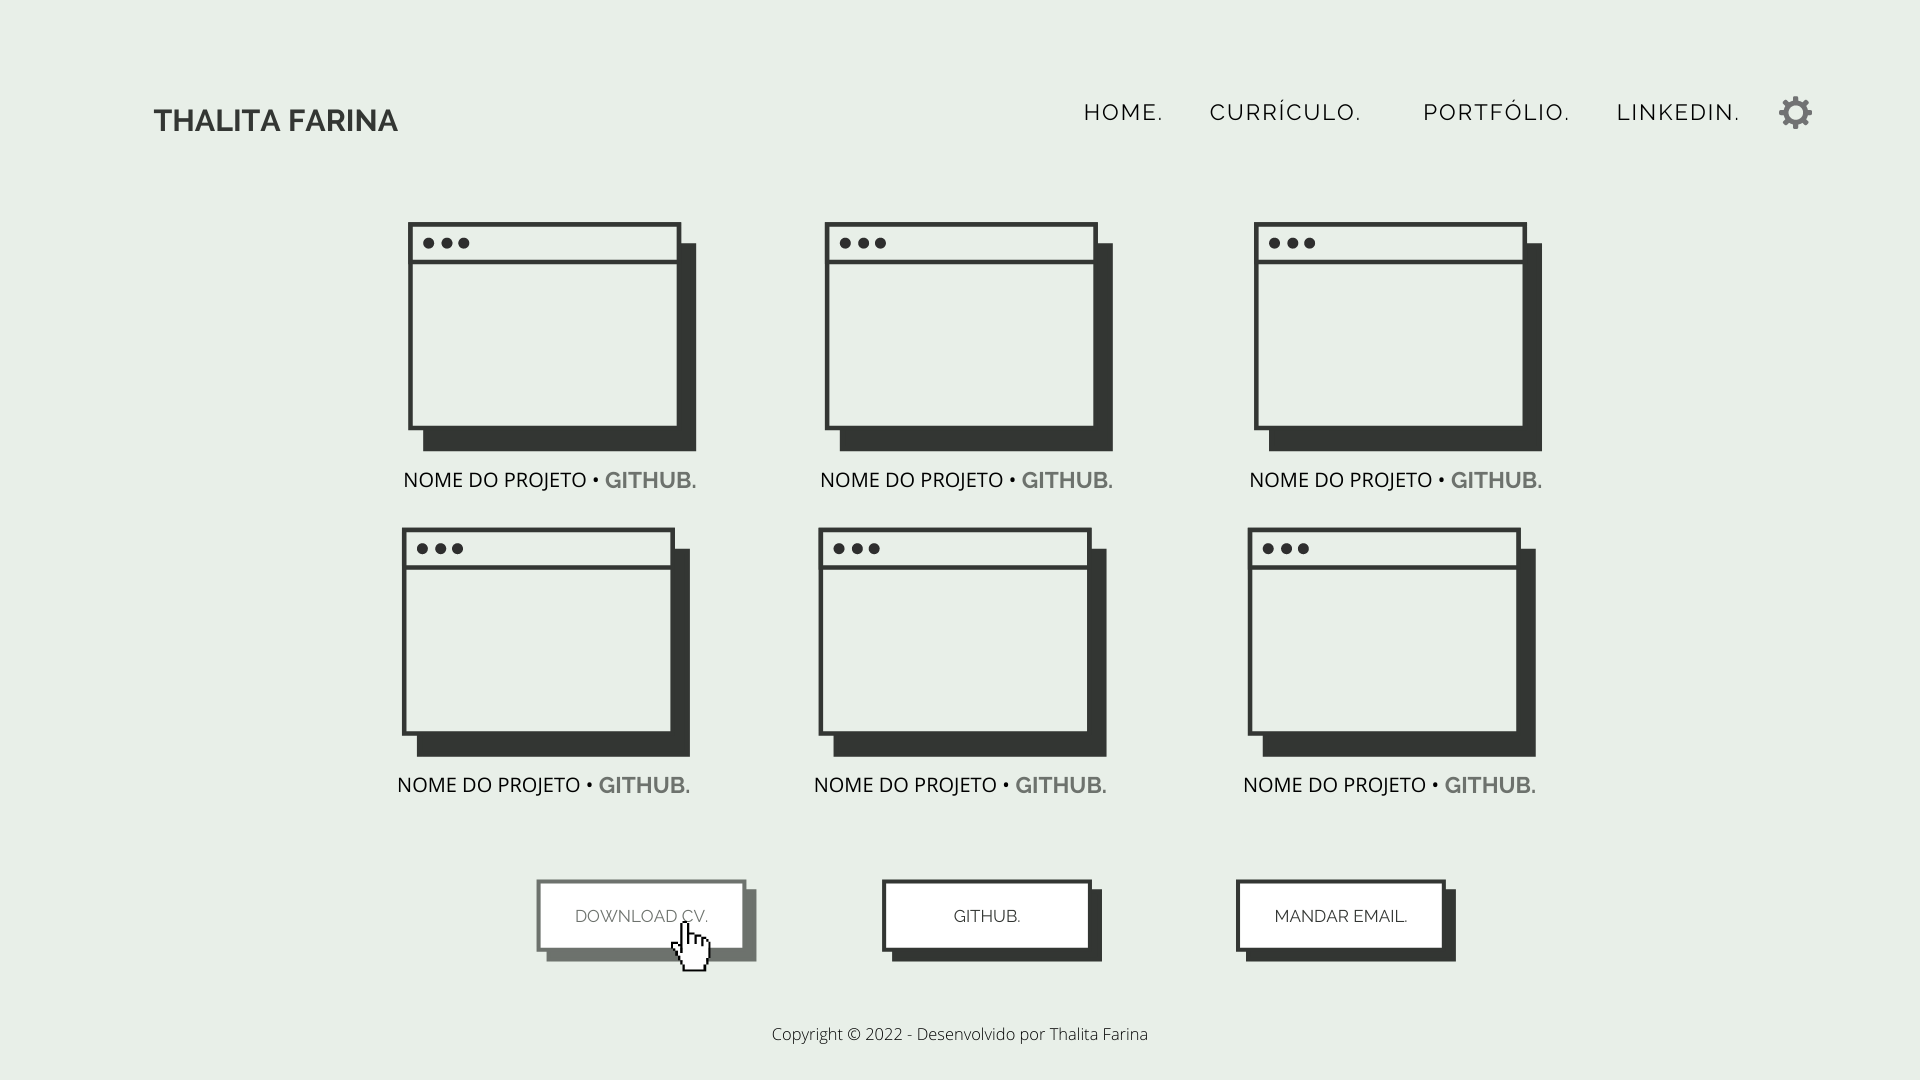 THALITA FARINA
HOME. CURRÍCULO. PORTFÓLIO. LINKEDIN.
NOME DO PROJETO • GITHUB. NOME DO PROJETO • GITHUB. NOME DO PROJETO • GITHUB.
NOME DO PROJETO • GITHUB. NOME DO PROJETO • GITHUB. NOME DO PROJETO • GITHUB.
DOWNLOAD CV. GITHUB. MANDAR EMAIL.
Copyright © 2022 - Desenvolvido por Thalita Farina